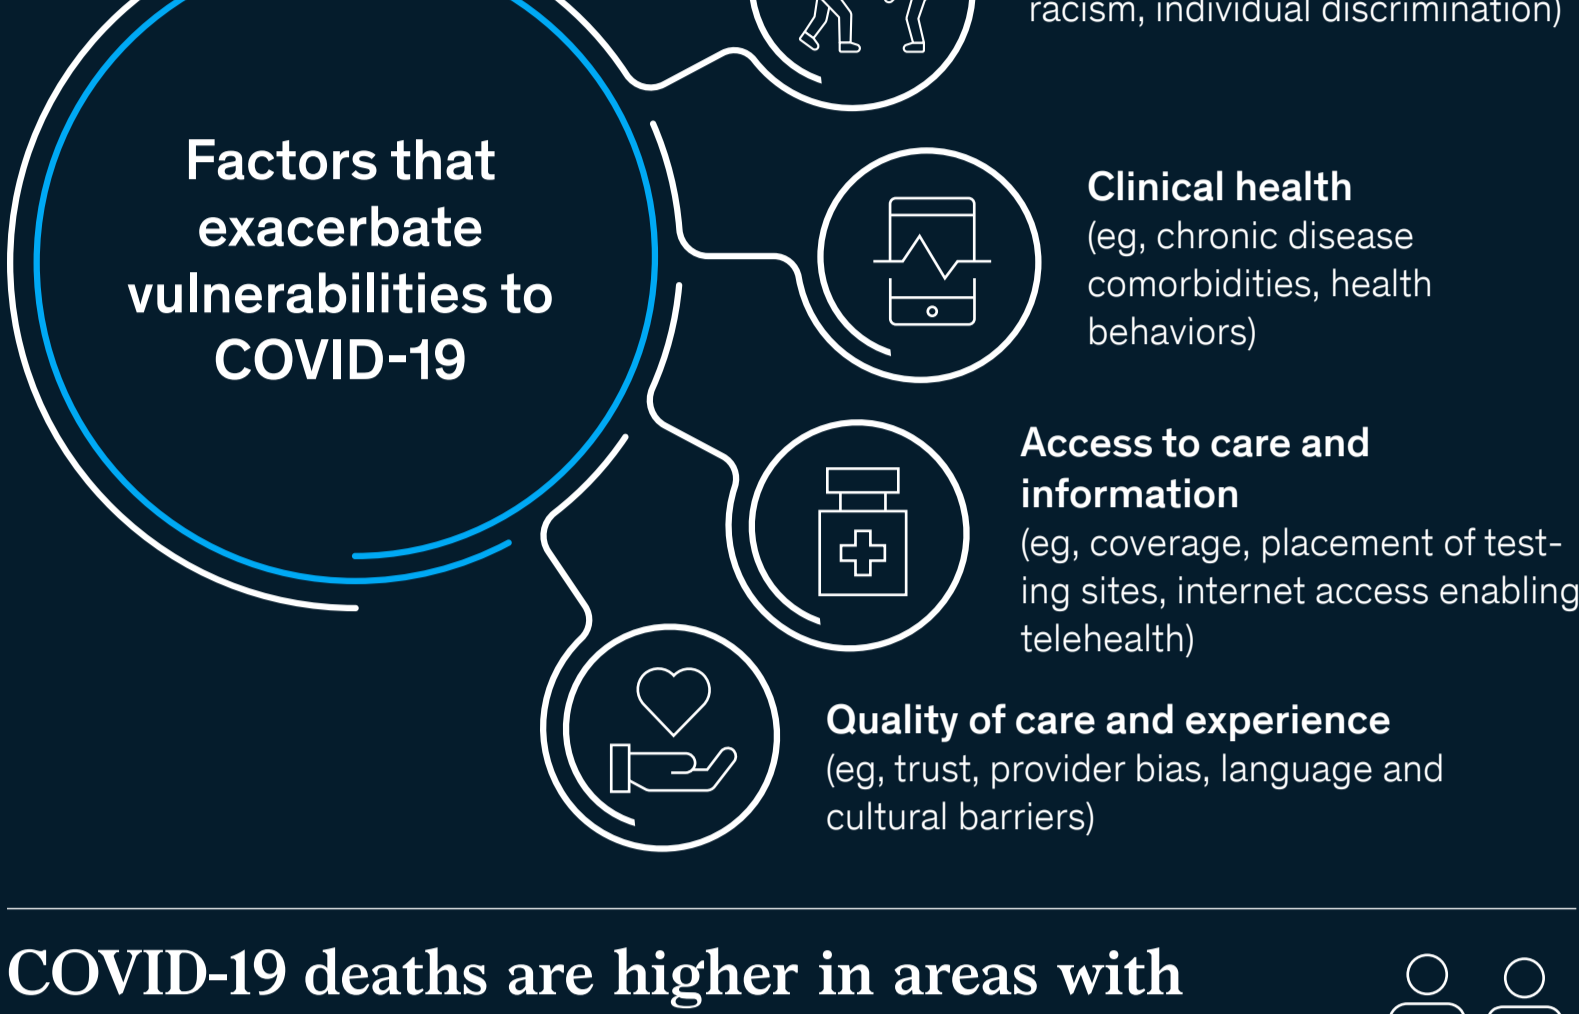 racism, individual discrimination)
Factors that
exacerbate
vulnerabilities to
COVID-19
Clinical health
(eg, chronic disease
comorbidities, health
behaviors)
Access to care and
information
(eg, coverage, placement of test-
ing sites, internet access enabling
telehealth)
Quality of care and experience
(eg, trust, provider bias, language and
cultural barriers)
COVID-19 deaths are higher in areas with